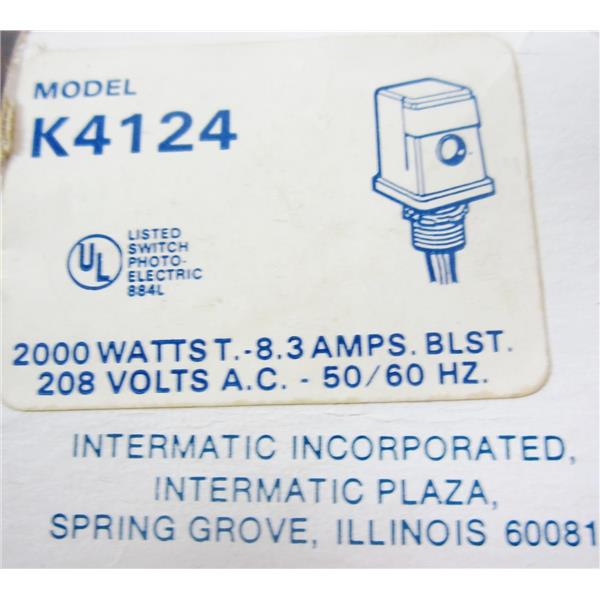 MODEL
K4124
UL
LISTED
SWITCH
PHOTO-
ELECTRIC
884L
2000 WATTS T.-8.3 AMPS. BLST.
208 VOLTS A.C. - 50/60 HZ.
INTERMATIC INCORPORATED,
INTERMATIC PLAZA,
SPRING GROVE, ILLINOIS 60081